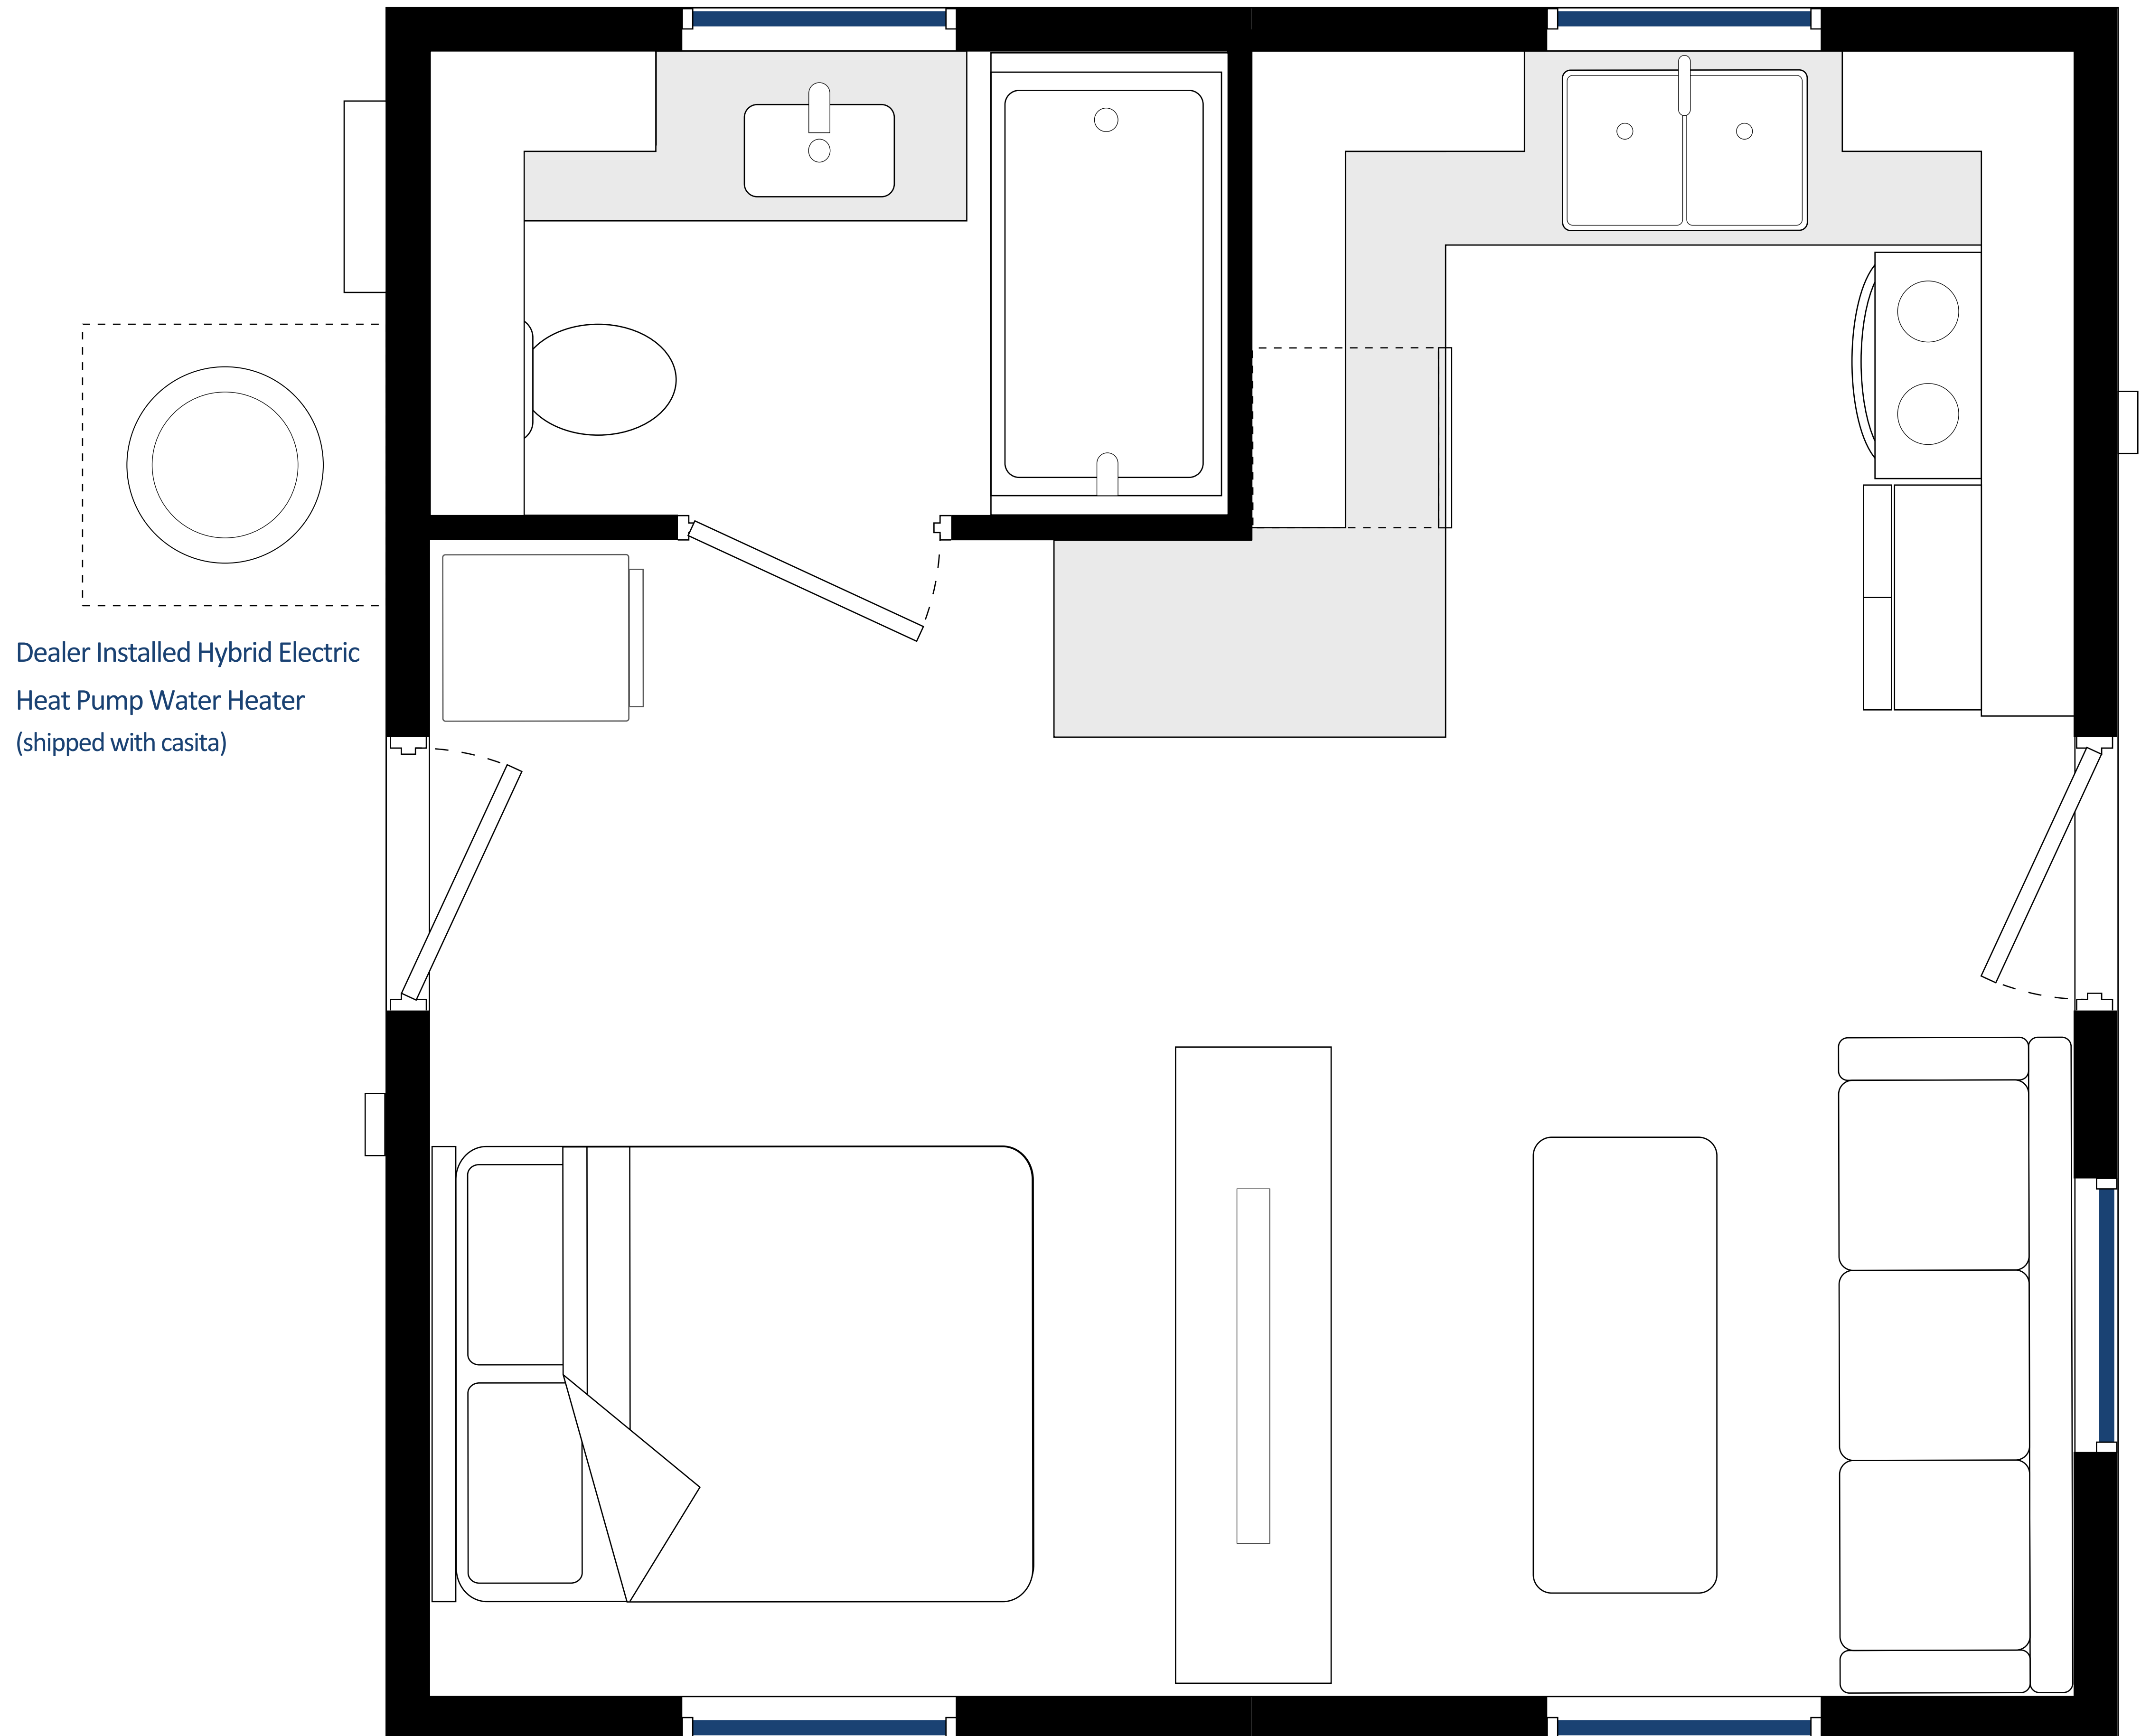 Dealer Installed Hybrid Electric
Heat Pump Water Heater
(shipped with casita)